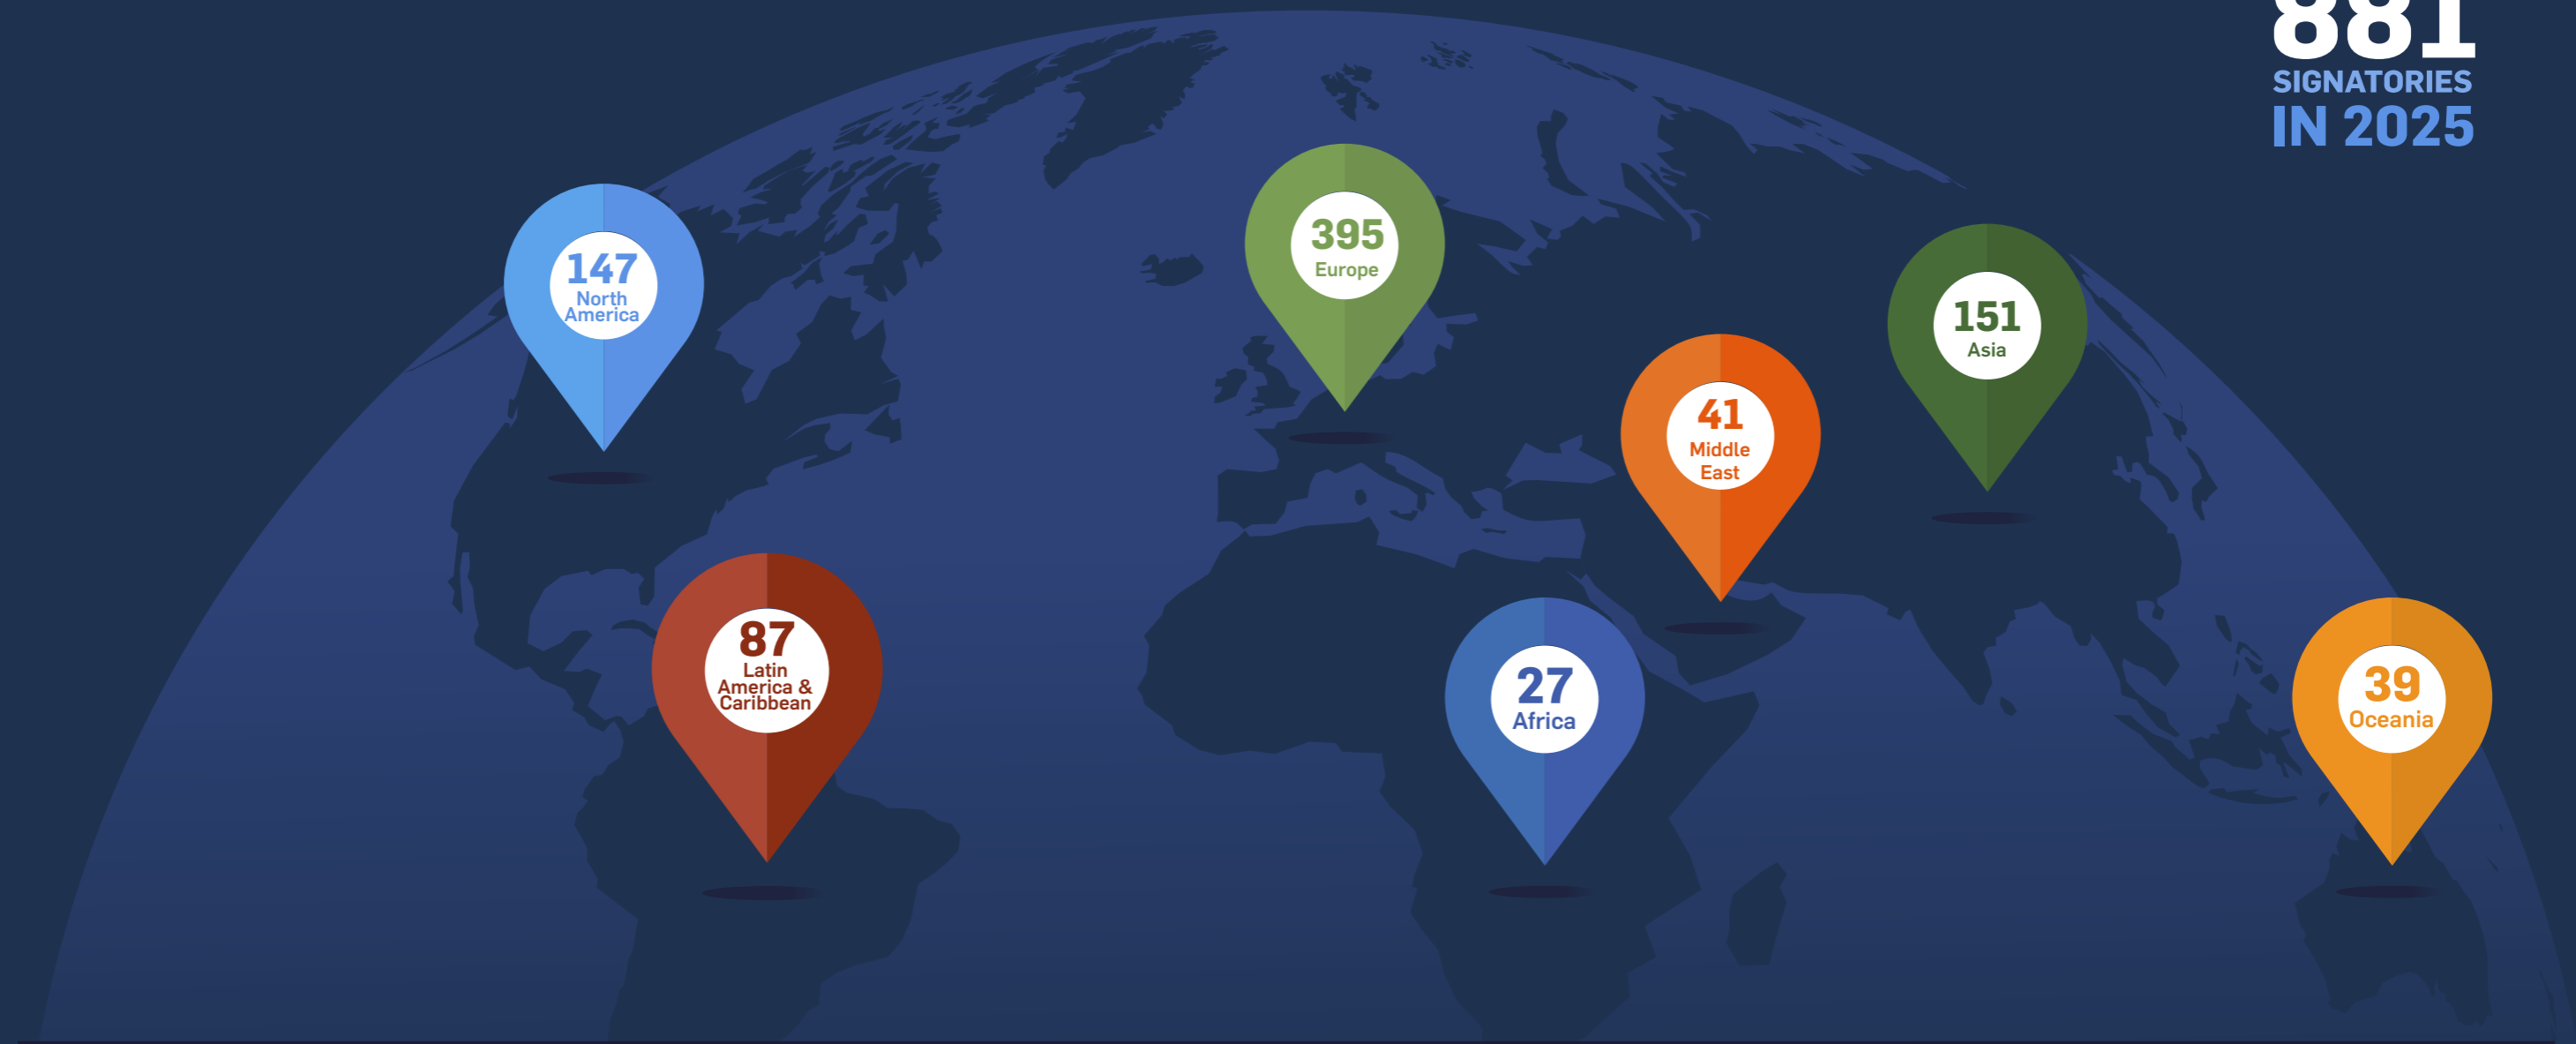 881
SIGNATORIES
IN 2025
147
North
America
395
Europe
151
Asia
41
Middle
East
87
Latin
America &
Caribbean
27
Africa
39
Oceania